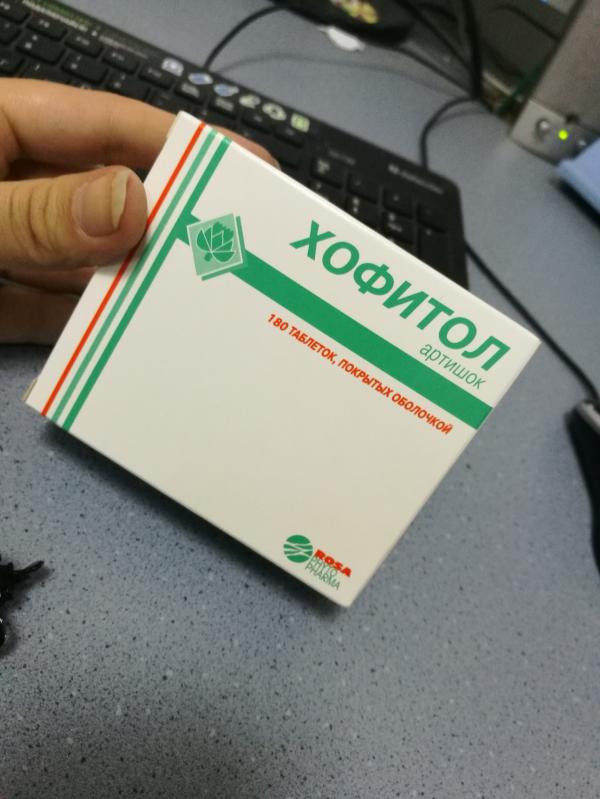 ХОФИТОЛ
артишок
180 ТАБЛЕТОК, ПОКРЫТЫХ ОБОЛОЧКОЙ
ROSA
PHYTO
PHARMA